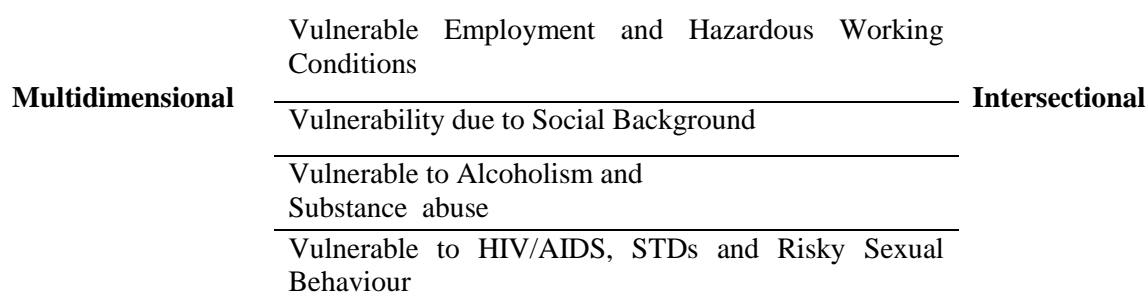 Vulnerable Employment and Hazardous Working
Conditions
Multidimensional
Intersectional
Vulnerability due to Social Background
Vulnerable to Alcoholism and
Substance abuse
Vulnerable to HIV/AIDS, STDs and Risky Sexual
Behaviour